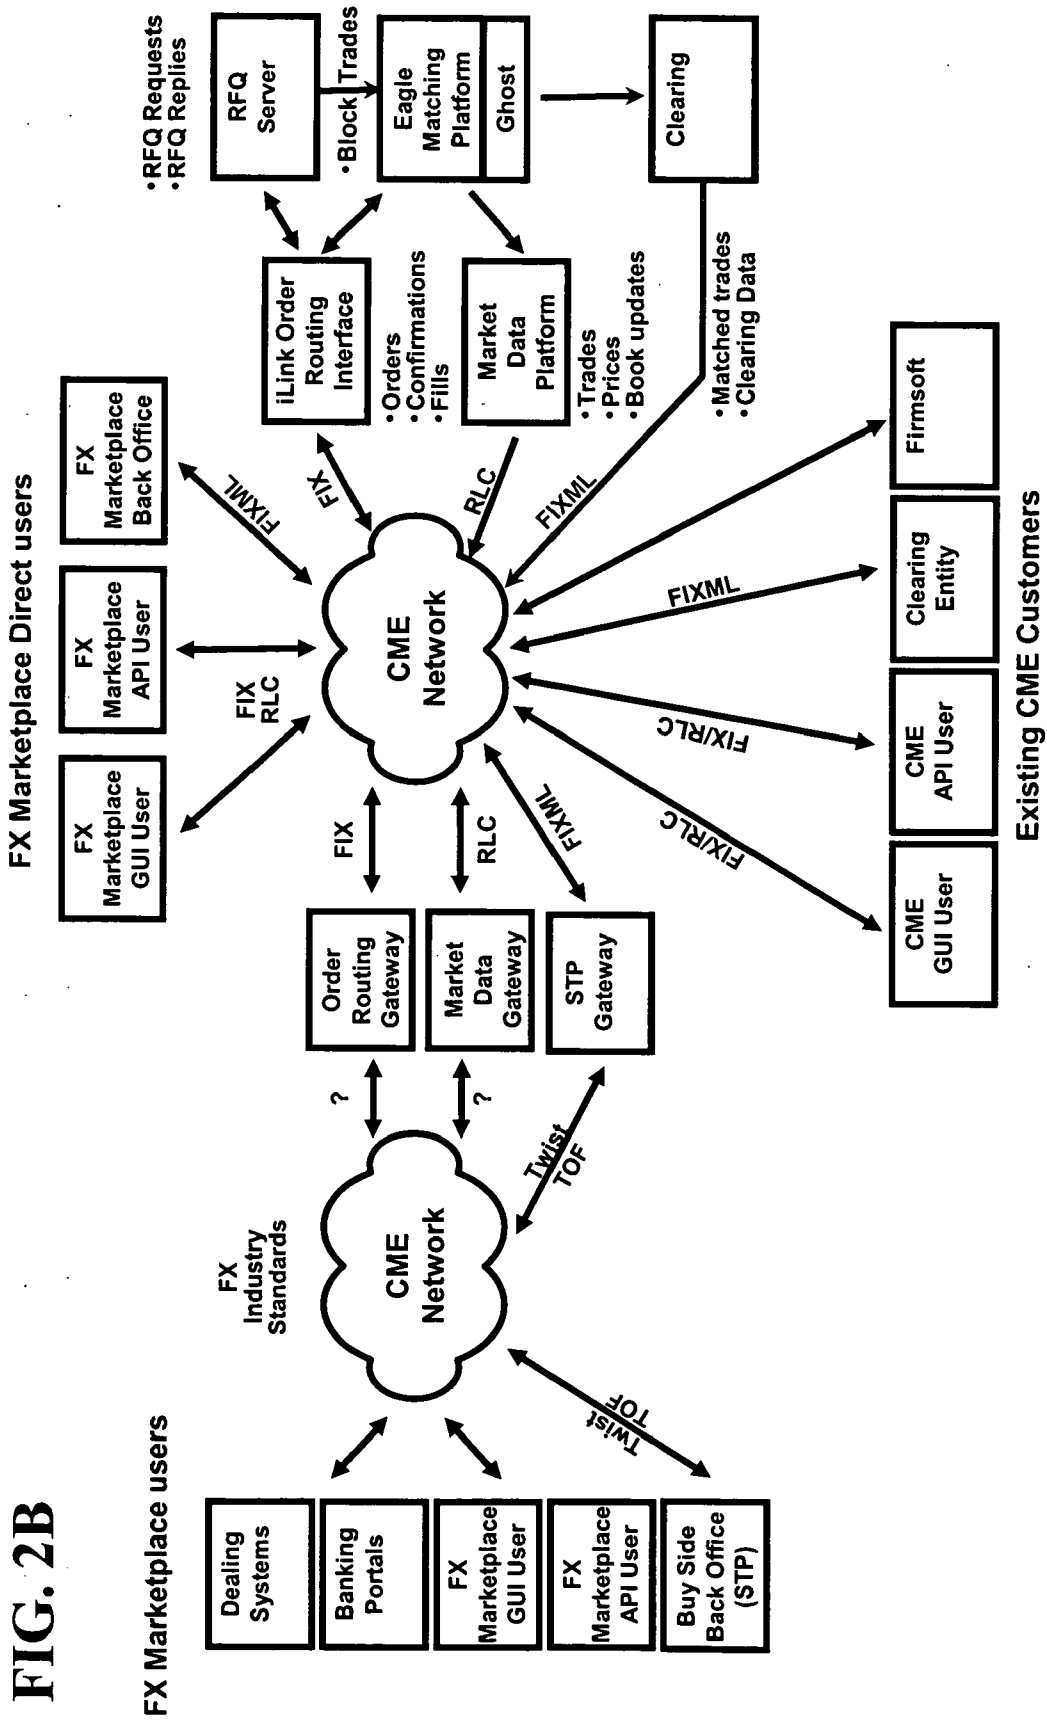 FIG. 2B
FX Marketplace users
Dealing
Systems
Banking
Portals
FX
Marketplace
GUI User
FX
Marketplace
API User
Buy Side
Back Office
(STP)
Twist
TOF
FX
Industry
Standards
CME
Network
?
?
Twist
TOF
Order
Routing
Gateway
Market
Data
Gateway
STP
Gateway
FIX
RLC
FIXML
FX Marketplace Direct users
FX
Marketplace
GUI User
FX
Marketplace
API User
FX
Marketplace
Back Office
FIX
RLC
FIXML
CME
Network
FIX
RLC
FIXML
iLink Order
Routing
Interface
•Orders
•Confirmations
•Fills
Market
Data
Platform
•Trades
•Prices
•Book updates
•Matched trades
•Clearing Data
•RFQ Requests
•RFQ Replies
RFQ
Server
•Block Trades
Eagle
Matching
Platform
Ghost
Clearing
FIX/RLC
FIX/RLC
FIXML
CME
GUI User
CME
API User
Clearing
Entity
Firmsoft
Existing CME Customers